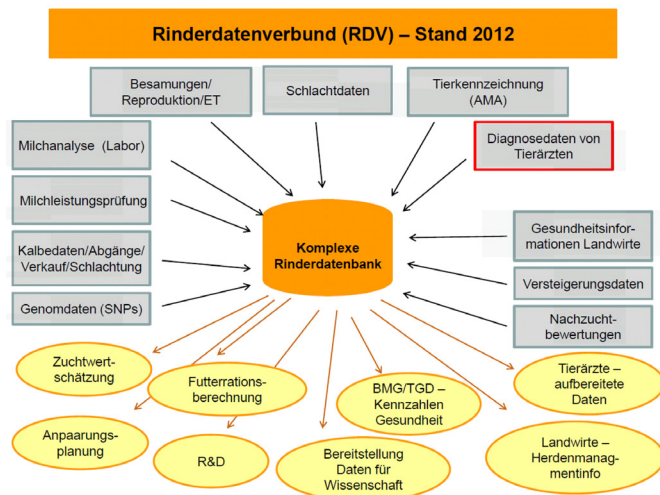 Rinderdatenverbund (RDV) – Stand 2012
Besamungen/
Reproduktion/ET
Schlachtdaten
Tierkennzeichnung
(AMA)
Milchanalyse (Labor)
Diagnosedaten von
Tierärzten
Milchleistungsprüfung
Komplexe
Rinderdatenbank
Gesundheitsinfor-
mationen Landwirte
Kalbedaten/Abgänge/
Verkauf/Schlachtung
Versteigerungsdaten
Genomdaten (SNPs)
Nachzucht-
bewertungen
Zuchtwert-
schätzung
Futterrations-
berechnung
BMG/TGD –
Kennzahlen
Gesundheit
Tierärzte –
aufbereitete
Daten
Anpaarungs-
planung
R&D
Bereitstellung
Daten für
Wissenschaft
Landwirte –
Herdenmanag-
mentinfo